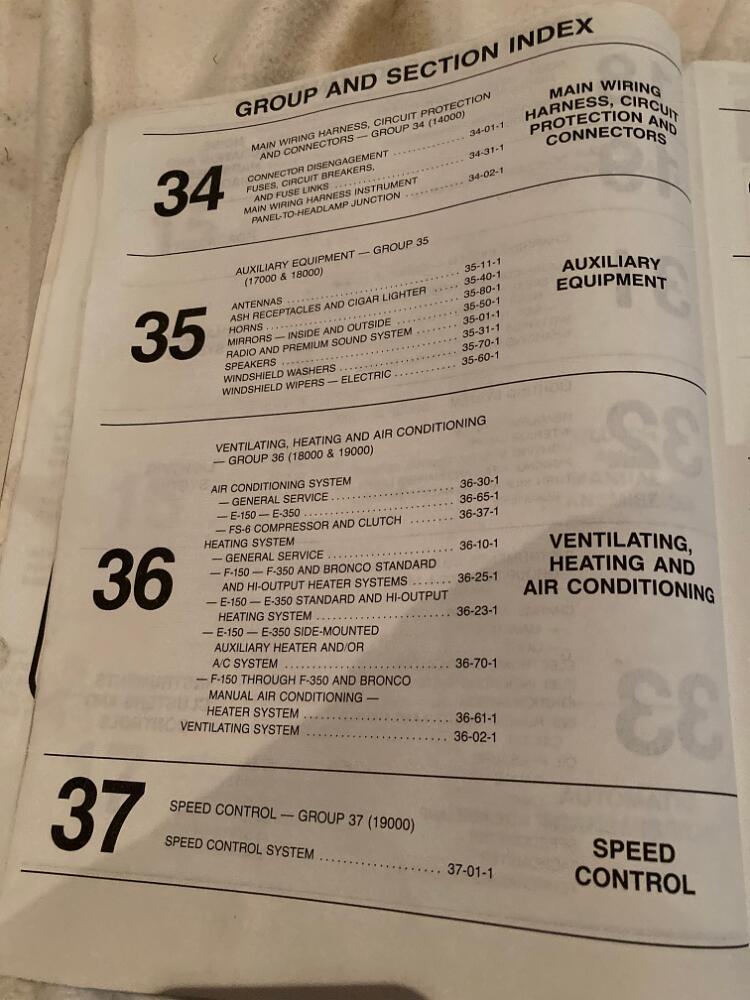 GROUP AND SECTION INDEX
34
MAIN WIRING HARNESS, CIRCUIT PROTECTION
AND CONNECTORS — GROUP 34 (14000)
CONNECTOR DISENGAGEMENT .................... 34-01-1
FUSES, CIRCUIT BREAKERS,
AND FUSE LINKS .................... 34-31-1
MAIN WIRING HARNESS INSTRUMENT
PANEL-TO-HEADLAMP JUNCTION .................... 34-02-1
MAIN WIRING
HARNESS, CIRCUIT
PROTECTION AND
CONNECTORS
35
AUXILIARY EQUIPMENT — GROUP 35
(17000 & 18000)
ANTENNAS .................... 35-11-1
ASH RECEPTACLES AND CIGAR LIGHTER ..... 35-40-1
HORNS .................... 35-80-1
MIRRORS — INSIDE AND OUTSIDE .......... 35-50-1
RADIO AND PREMIUM SOUND SYSTEM ....... 35-01-1
SPEAKERS .................... 35-31-1
WINDSHIELD WASHERS .................... 35-70-1
WINDSHIELD WIPERS — ELECTRIC ............ 35-60-1
AUXILIARY
EQUIPMENT
36
VENTILATING, HEATING AND AIR CONDITIONING
— GROUP 36 (18000 & 19000)
AIR CONDITIONING SYSTEM
— GENERAL SERVICE .................... 36-30-1
— E-150 — E-350 .................... 36-65-1
— FS-6 COMPRESSOR AND CLUTCH ........ 36-37-1
HEATING SYSTEM
— GENERAL SERVICE .................... 36-10-1
— F-150 — F-350 AND BRONCO STANDARD
AND HI-OUTPUT HEATER SYSTEMS ....... 36-25-1
— E-150 — E-350 STANDARD AND HI-OUTPUT
HEATING SYSTEM .................... 36-23-1
— E-150 — E-350 SIDE-MOUNTED
AUXILIARY HEATER AND/OR
A/C SYSTEM .................... 36-70-1
— F-150 THROUGH F-350 AND BRONCO
MANUAL AIR CONDITIONING —
HEATER SYSTEM .................... 36-61-1
VENTILATING SYSTEM .................... 36-02-1
VENTILATING,
HEATING AND
AIR CONDITIONING
37
SPEED CONTROL — GROUP 37 (19000)
SPEED CONTROL SYSTEM .................... 37-01-1
SPEED
CONTROL